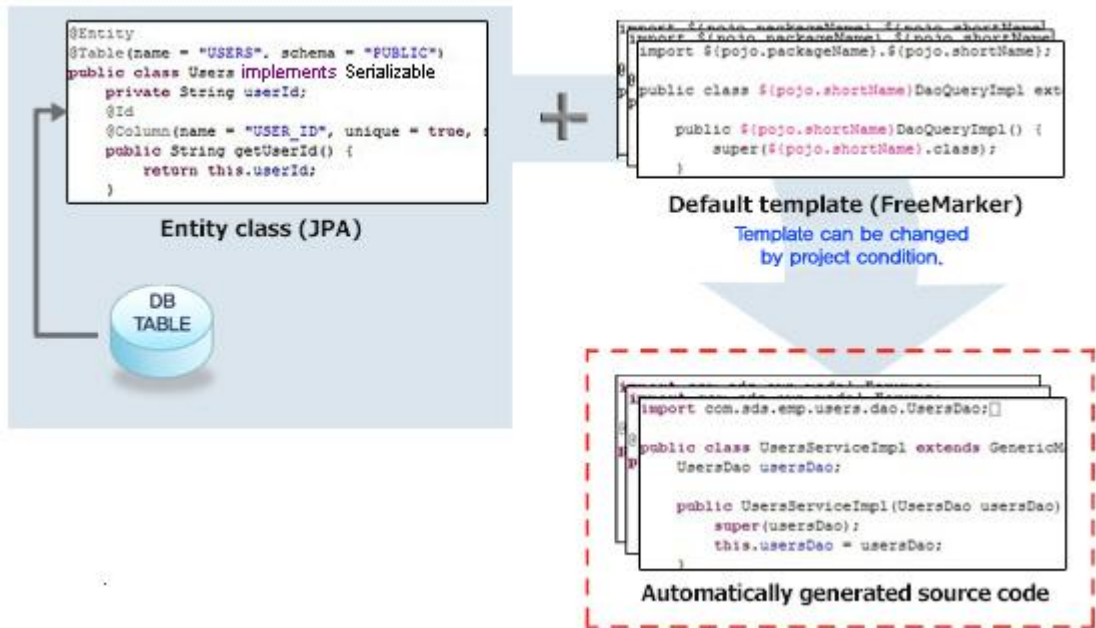 @Entity
@Table(name = "USERS", schema = "PUBLIC")
public class Users implements Serializable
private String userId;
@Id
@Column(name = "USER_ID", unique = true,
public String getUserId() {
return this.userId;
}
Entity class (JPA)
DB
TABLE
import ${pojo.packageName}.${pojo.shortName};
public class ${pojo.shortName}DaoQueryImpl ext
public ${pojo.shortName}DaoQueryImpl() {
super(${pojo.shortName}.class);
}
Default template (FreeMarker)
Template can be changed
by project condition.
import com.sds.emp.users.dao.UsersDao;
public class UsersServiceImpl extends GenericM
UsersDao usersDao;
public UsersServiceImpl(UsersDao usersDao)
super(usersDao);
this.usersDao = usersDao;
}
Automatically generated source code